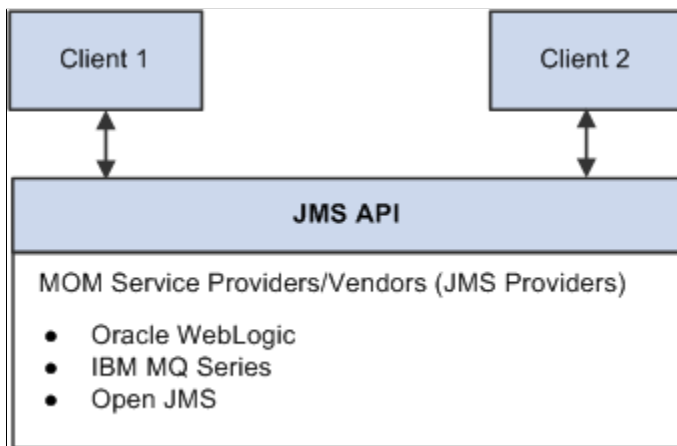 Client 1
Client 2
JMS API
MOM Service Providers/Vendors (JMS Providers)
● Oracle WebLogic
● IBM MQ Series
● Open JMS